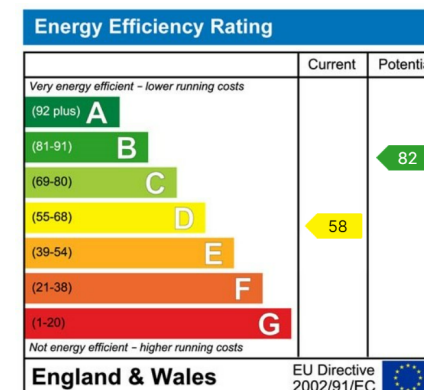 Energy Efficiency Rating
Current Potenti
Very energy efficient – lower running costs
(92 plus) A
(81-91) B
82
(69-80) C
(55-68) D
58
(39-54) E
(21-38) F
(1-20) G
Not energy efficient – higher running costs
England & Wales
EU Directive
2002/91/EC